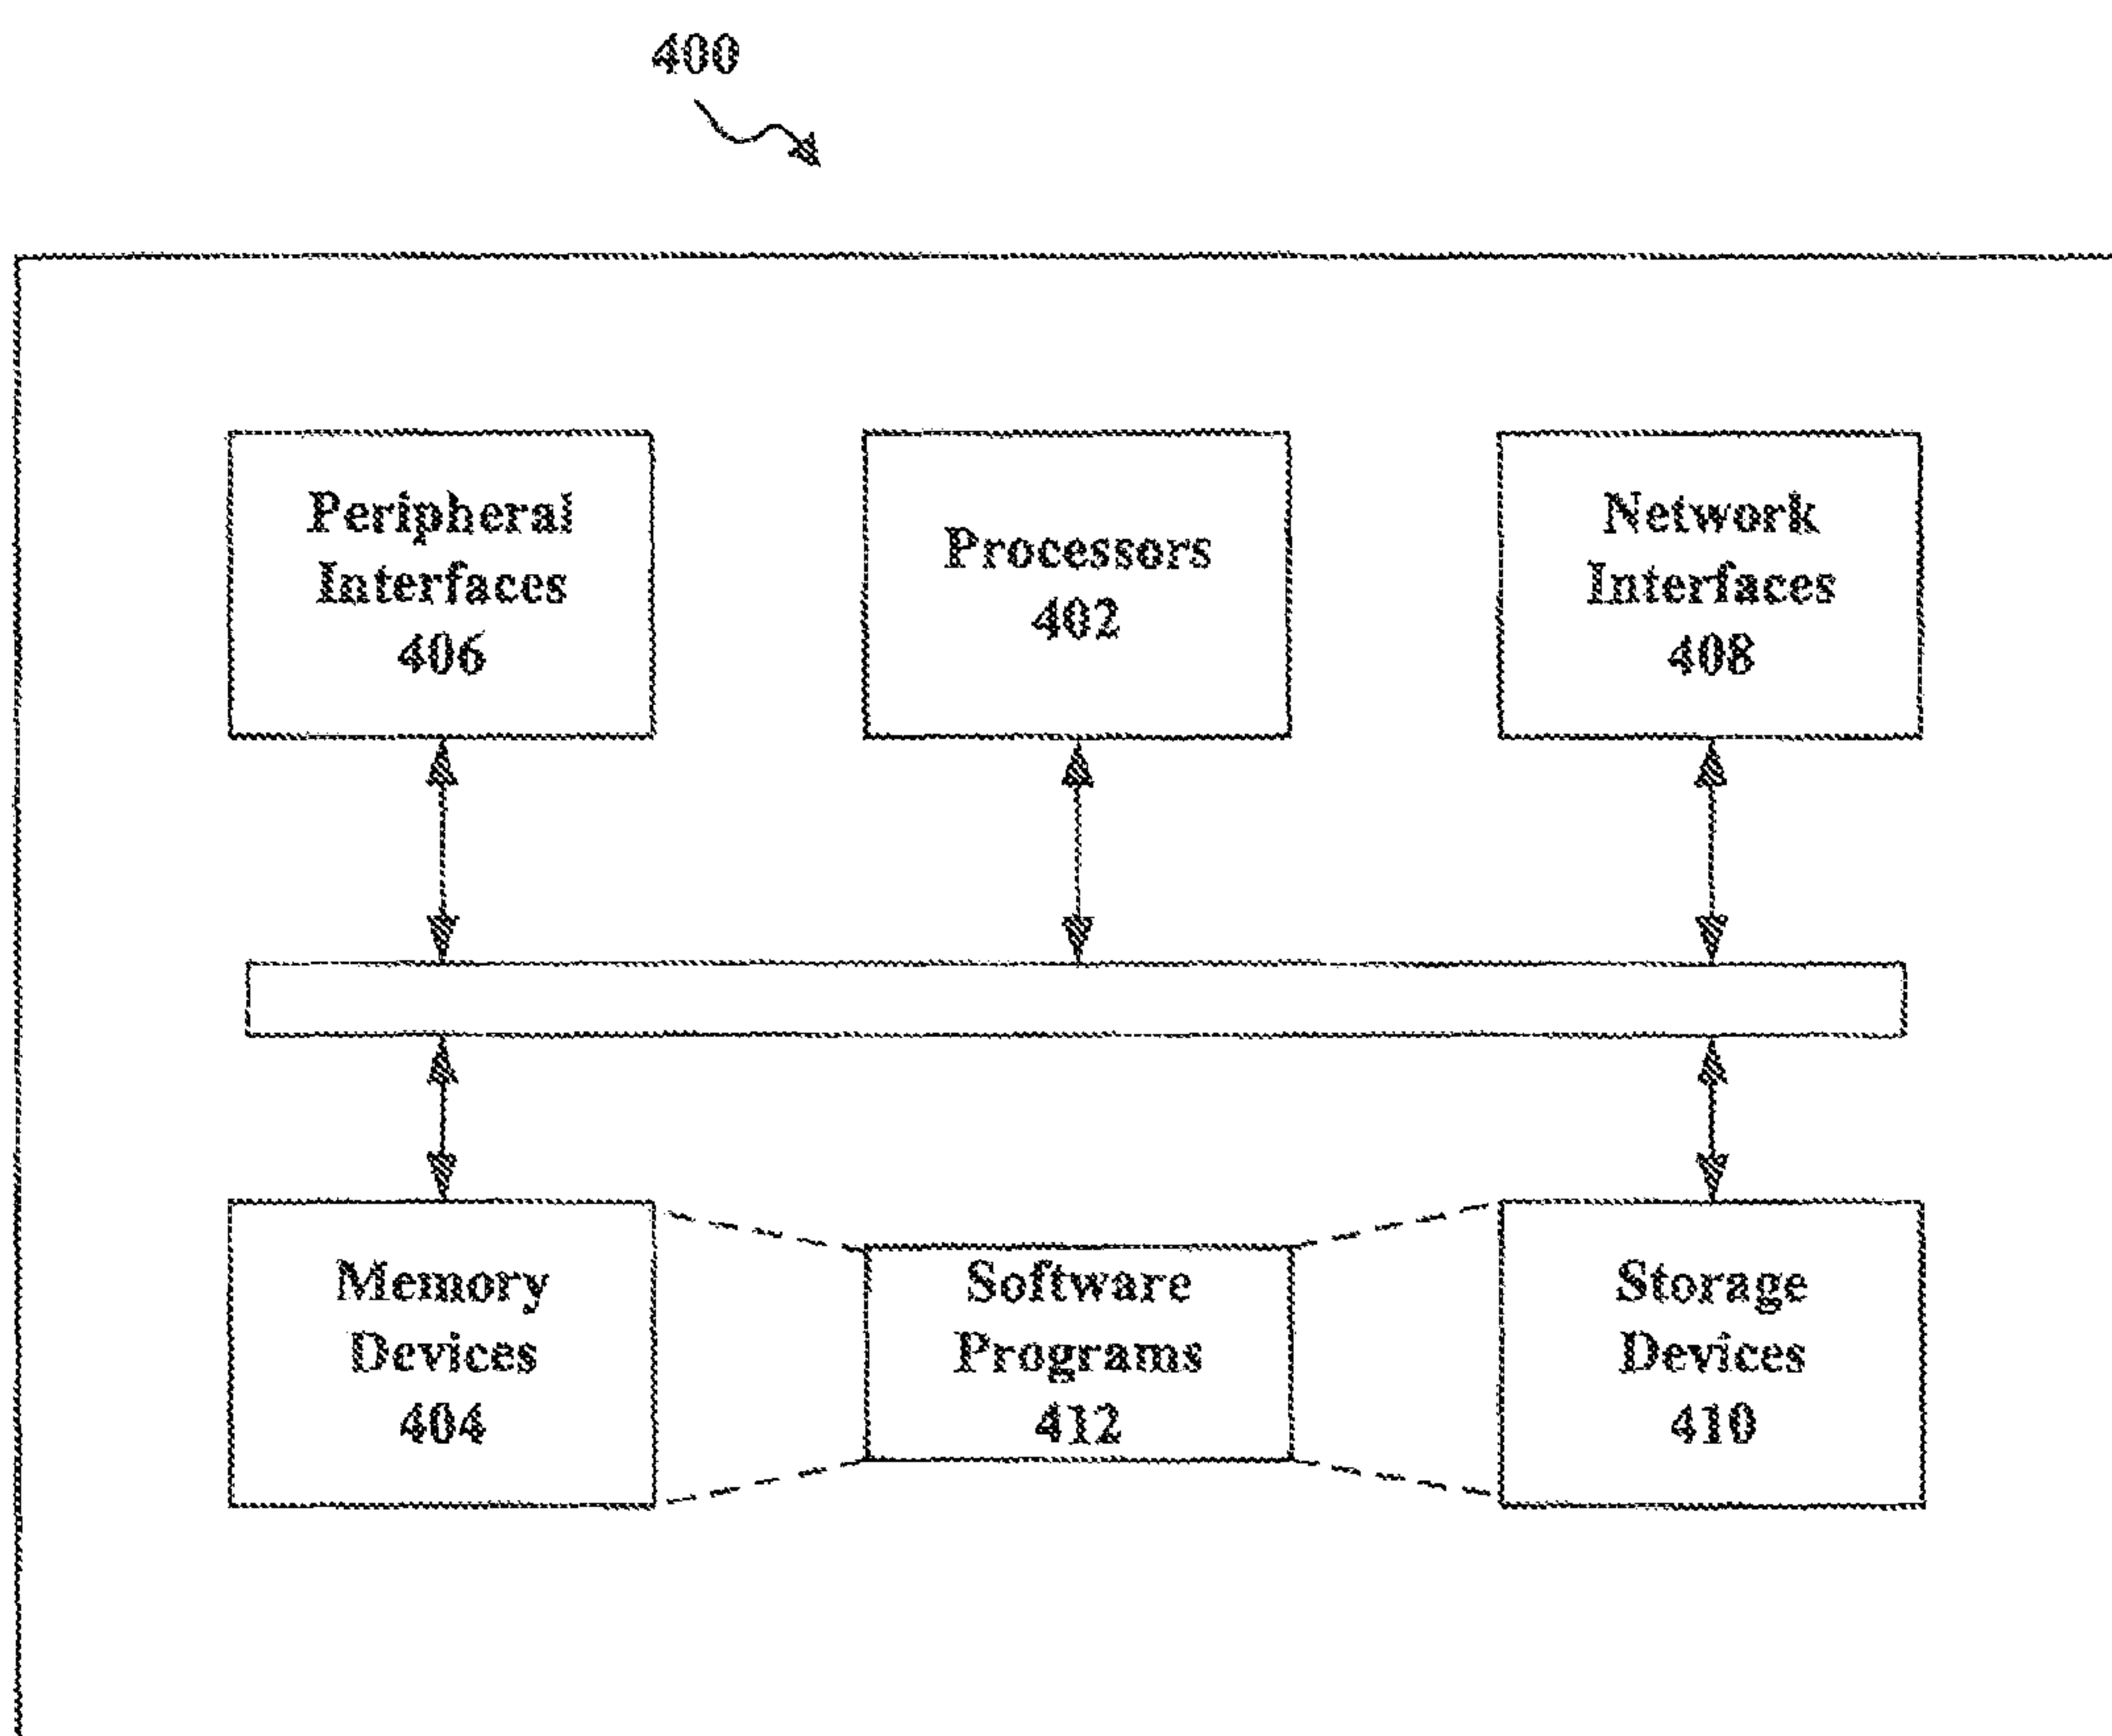 400
Peripheral
Interfaces
406
Processors
402
Network
Interfaces
408
Memory
Devices
404
Software
Programs
412
Storage
Devices
410